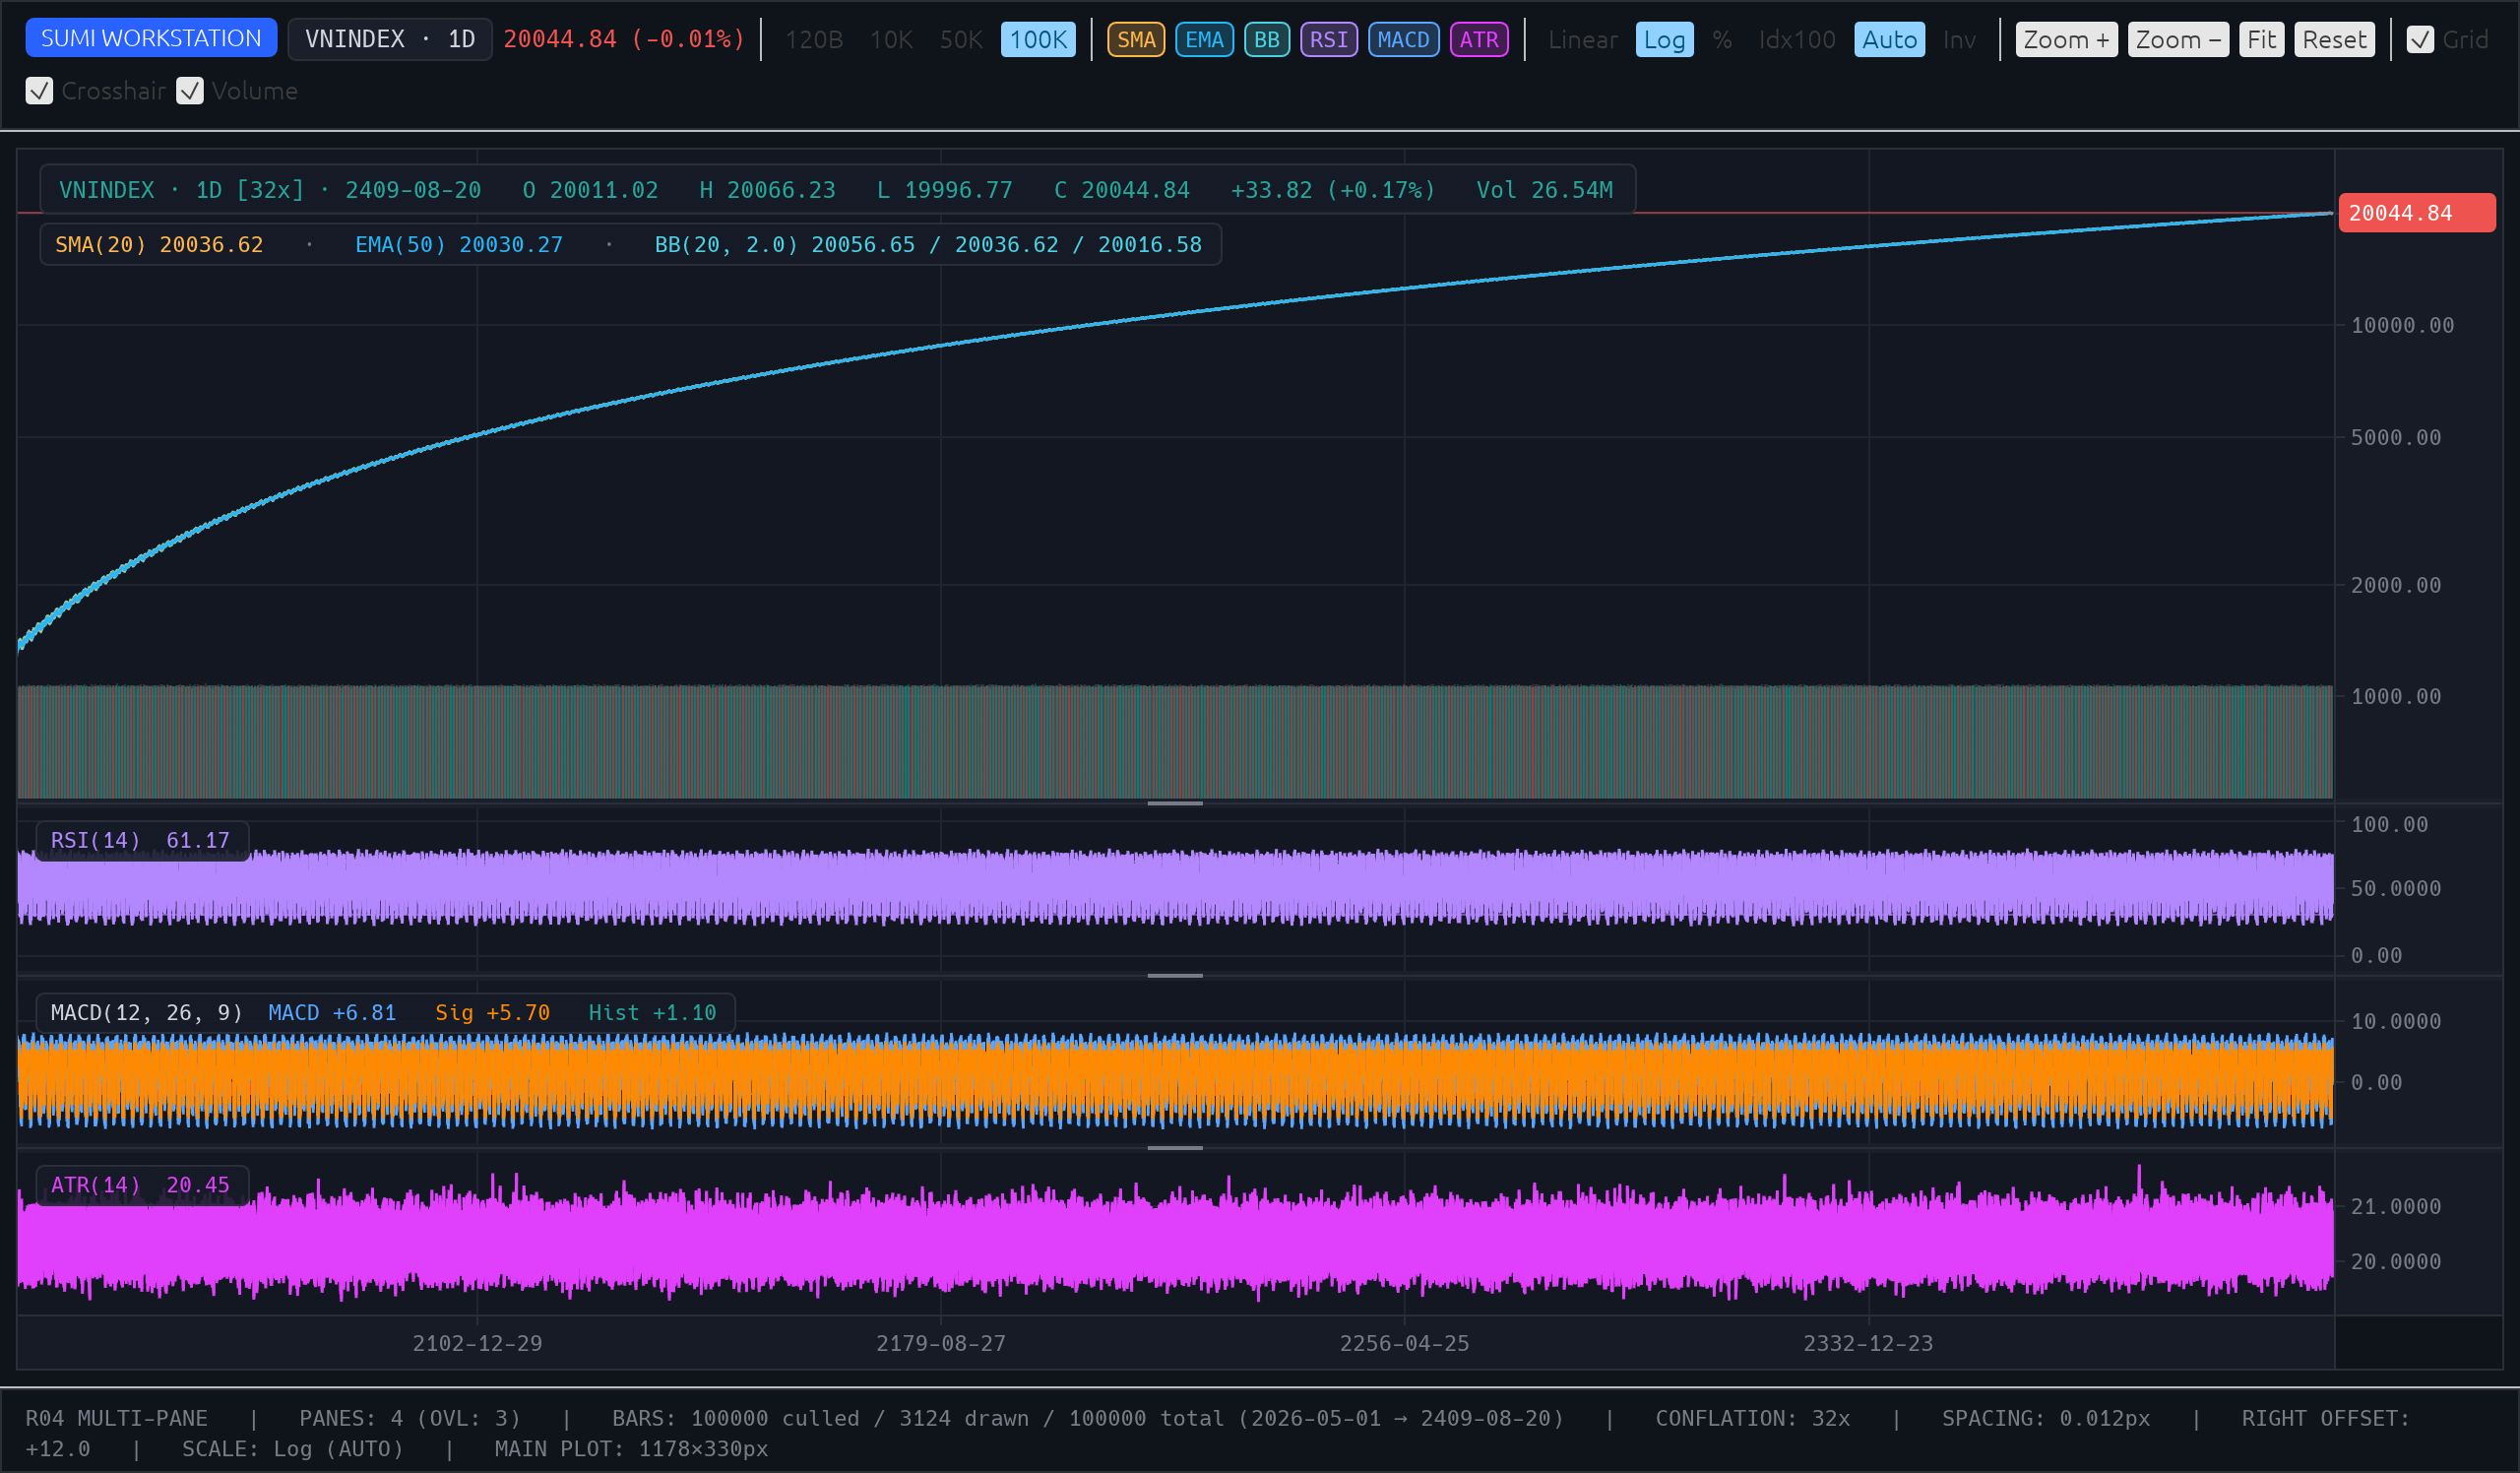 SUMI WORKSTATION VNINDEX · 1D 20044.84 (-0.01%) 120B 10K 50K 100K SMA EMA BB RSI MACD ATR Linear Log % Idx100 Auto Inv Zoom + Zoom − Fit Reset Grid
Crosshair Volume
VNINDEX · 1D [32x] · 2409-08-20 O 20011.02 H 20066.23 L 19996.77 C 20044.84 +33.82 (+0.17%) Vol 26.54M
20044.84
SMA(20) 20036.62 · EMA(50) 20030.27 · BB(20, 2.0) 20056.65 / 20036.62 / 20016.58
10000.00
5000.00
2000.00
1000.00
RSI(14) 61.17
100.00
50.0000
0.00
MACD(12, 26, 9) MACD +6.81 Sig +5.70 Hist +1.10
10.0000
0.00
ATR(14) 20.45
21.0000
20.0000
2102-12-29 2179-08-27 2256-04-25 2332-12-23
R04 MULTI-PANE | PANES: 4 (OVL: 3) | BARS: 100000 culled / 3124 drawn / 100000 total (2026-05-01 → 2409-08-20) | CONFLATION: 32x | SPACING: 0.012px | RIGHT OFFSET:
+12.0 | SCALE: Log (AUTO) | MAIN PLOT: 1178×330px